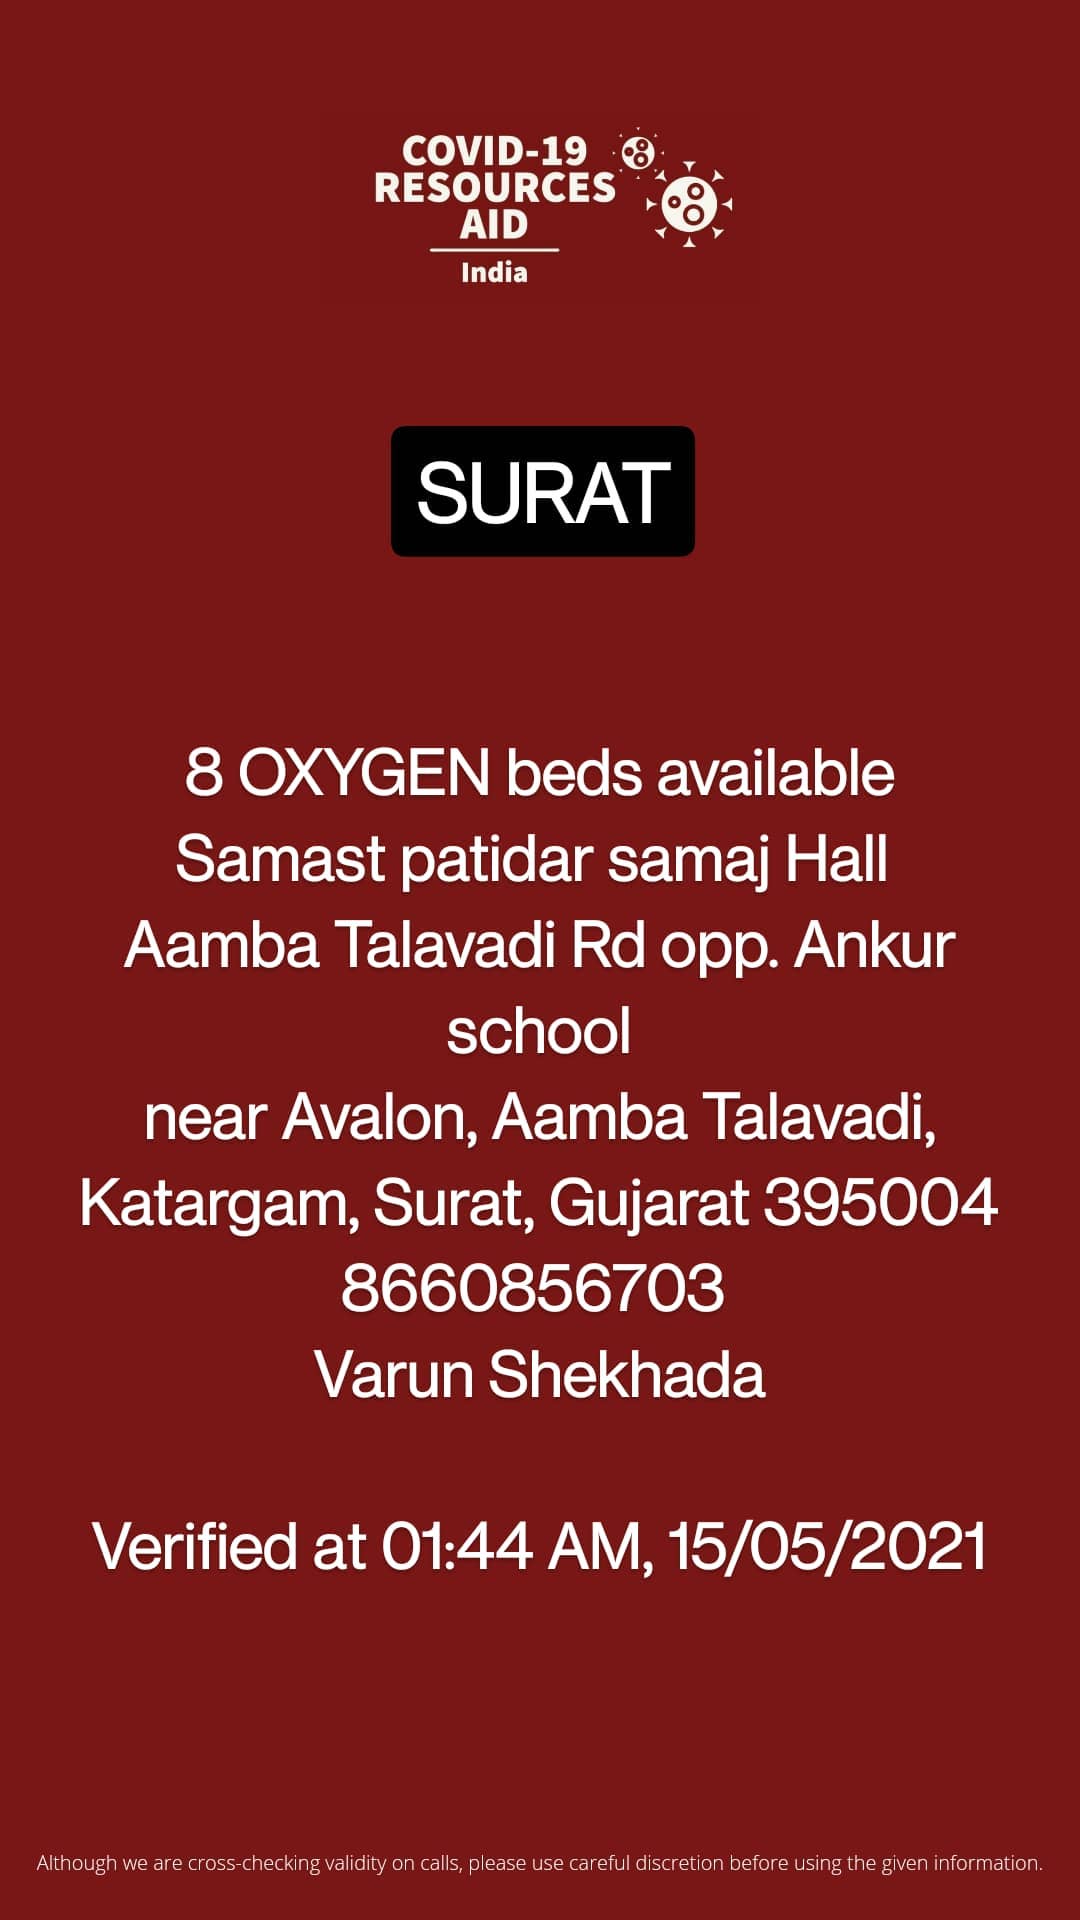 COVID-19
RESOURCES
AID
India
SURAT
8 OXYGEN beds available
Samast patidar samaj Hall
Aamba Talavadi Rd opp. Ankur
school
near Avalon, Aamba Talavadi,
Katargam, Surat, Gujarat 395004
8660856703
Varun Shekhada
Verified at 01:44 AM, 15/05/2021
Although we are cross-checking validity on calls, please use careful discretion before using the given information.